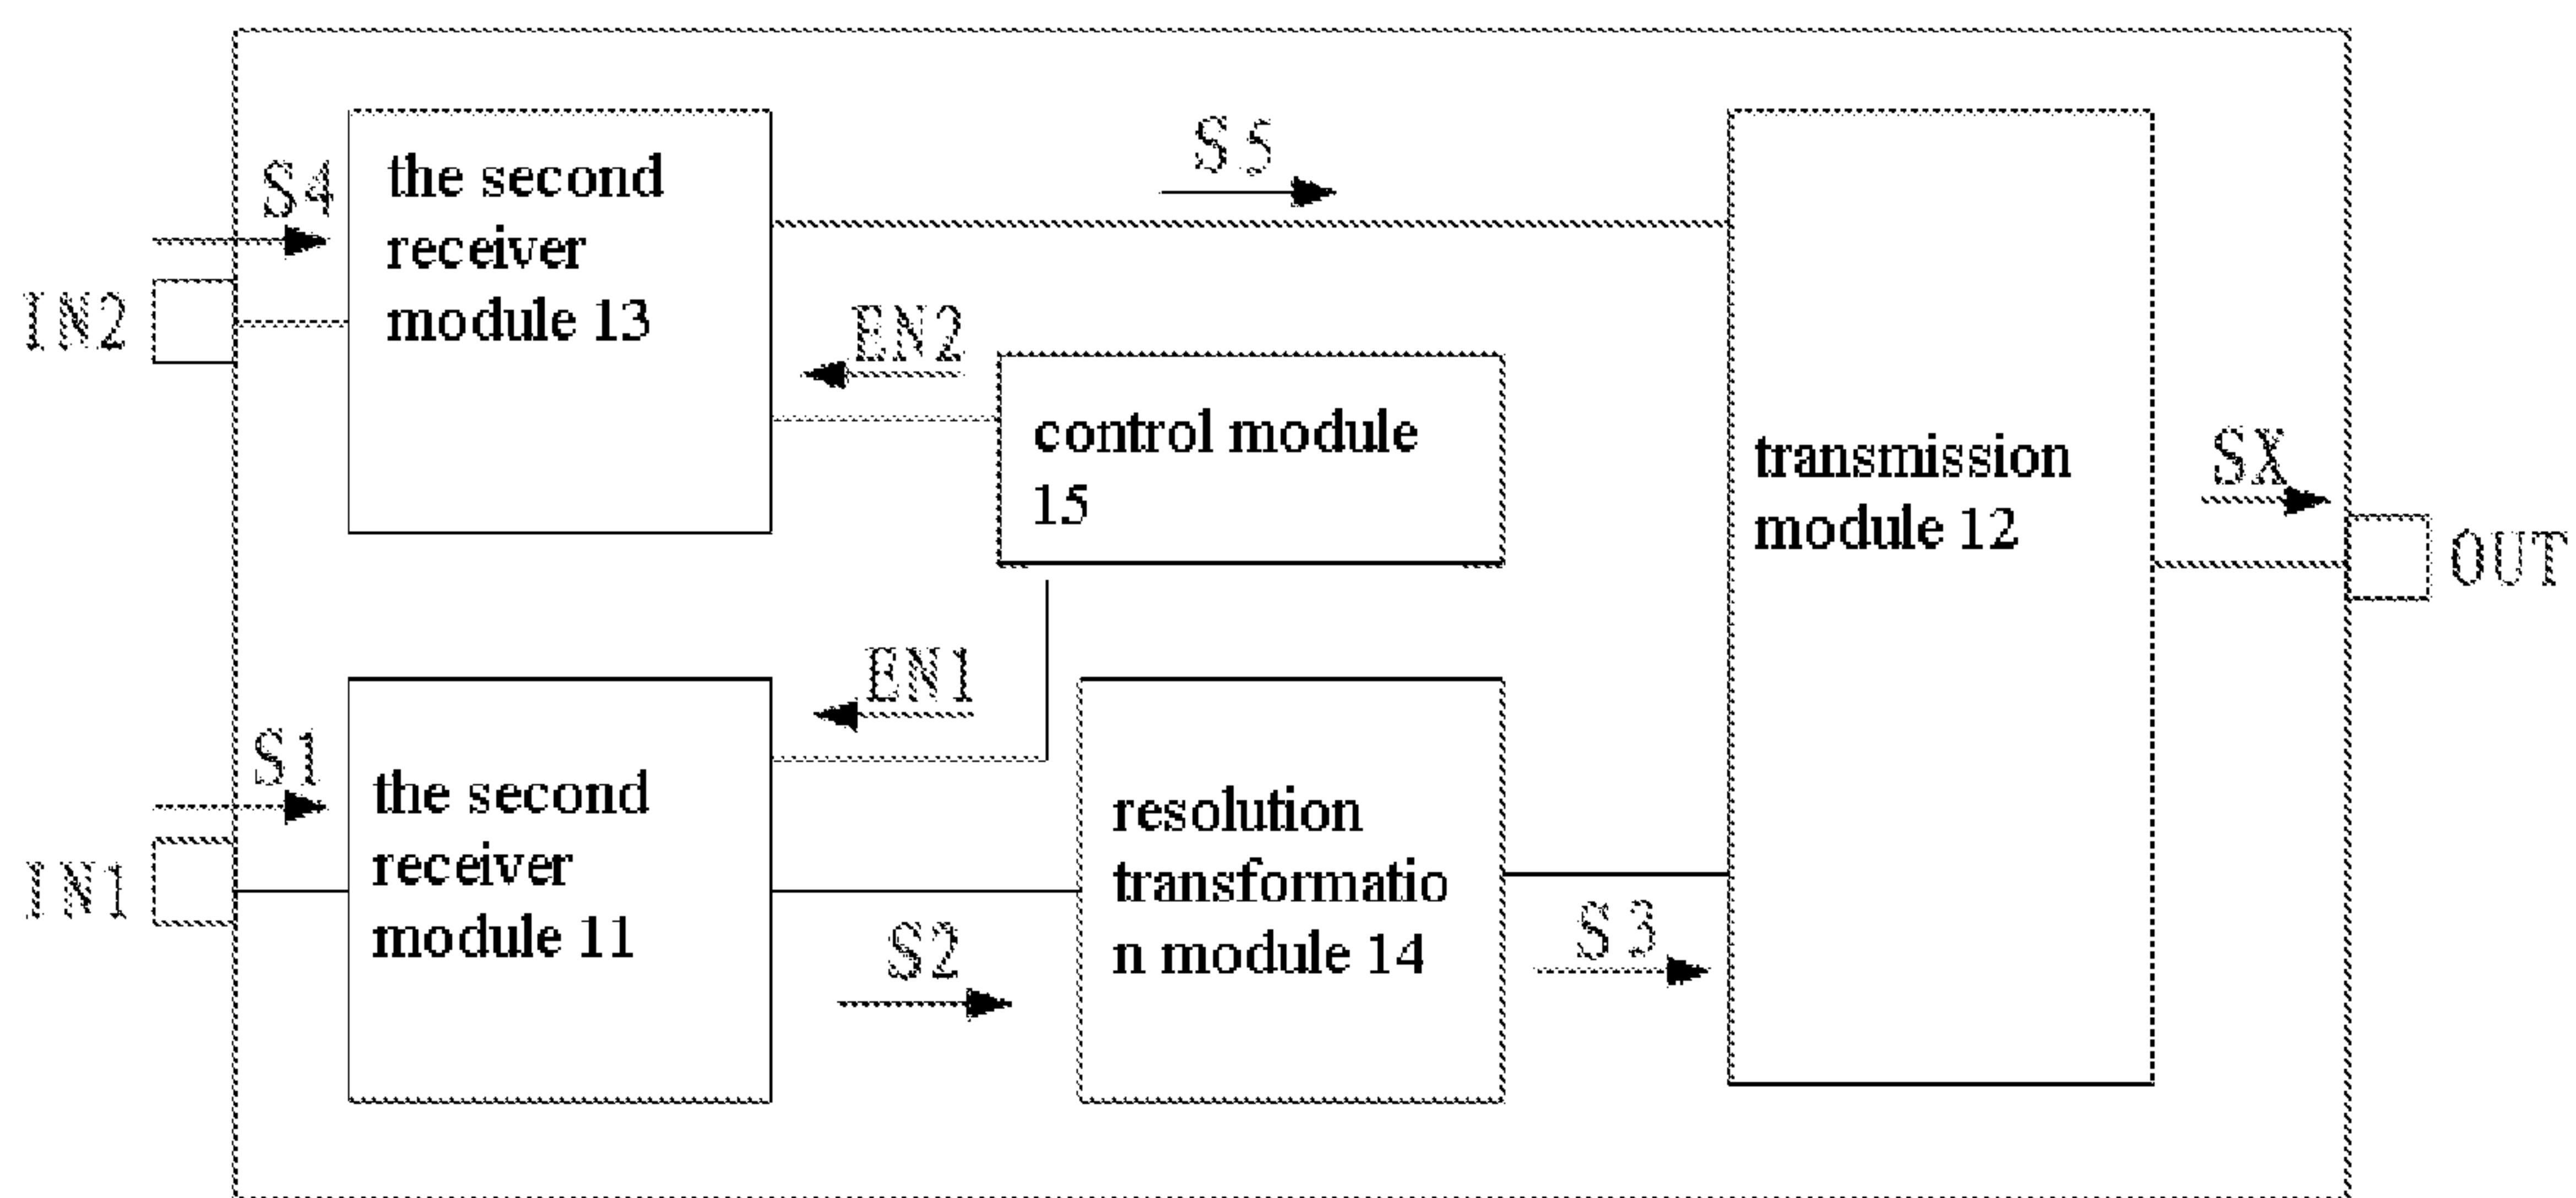 S5
S4
the second
receiver
module 13
IN2
EN2
control module
15
transmission
module 12
SX
OUT
EN1
S1
the second
receiver
module 11
IN1
resolution
transformatio
n module 14
S2
S3